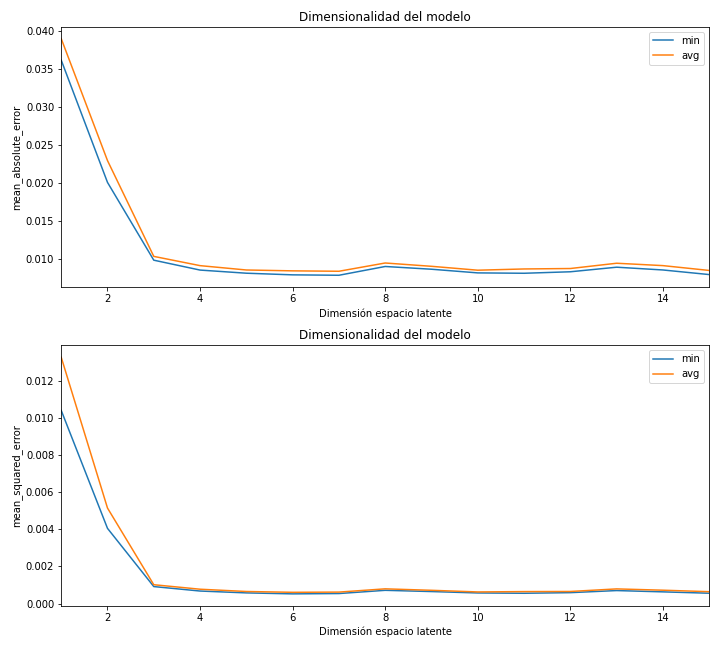 Dimensionalidad del modelo
min
avg
0.040
0.035
0.030
0.025
0.020
0.015
0.010
mean_absolute_error
2 4 6 8 10 12 14
Dimensión espacio latente
Dimensionalidad del modelo
min
avg
0.012
0.010
0.008
0.006
0.004
0.002
0.000
mean_squared_error
2 4 6 8 10 12 14
Dimensión espacio latente